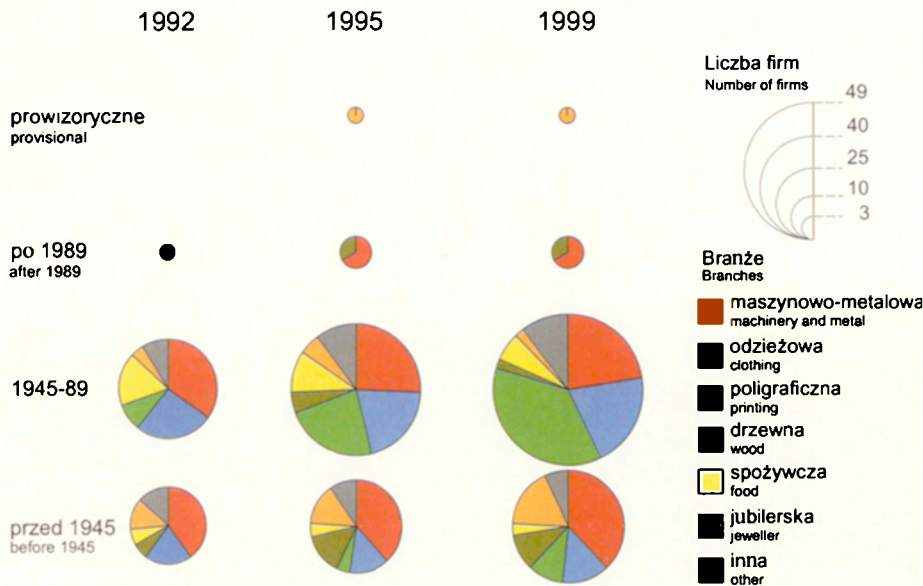 1992 1995 1999
prowizoryczne
provisional
po 1989
after 1989
1945-89
przed 1945
before 1945
Liczba firm
Number of firms
49
40
25
10
3
Branże
Branches
maszynowo-metalowa
machinery and metal
odzieżowa
clothing
poligraficzna
printing
drzewna
wood
spożywcza
food
jubilerska
jeweller
inna
other